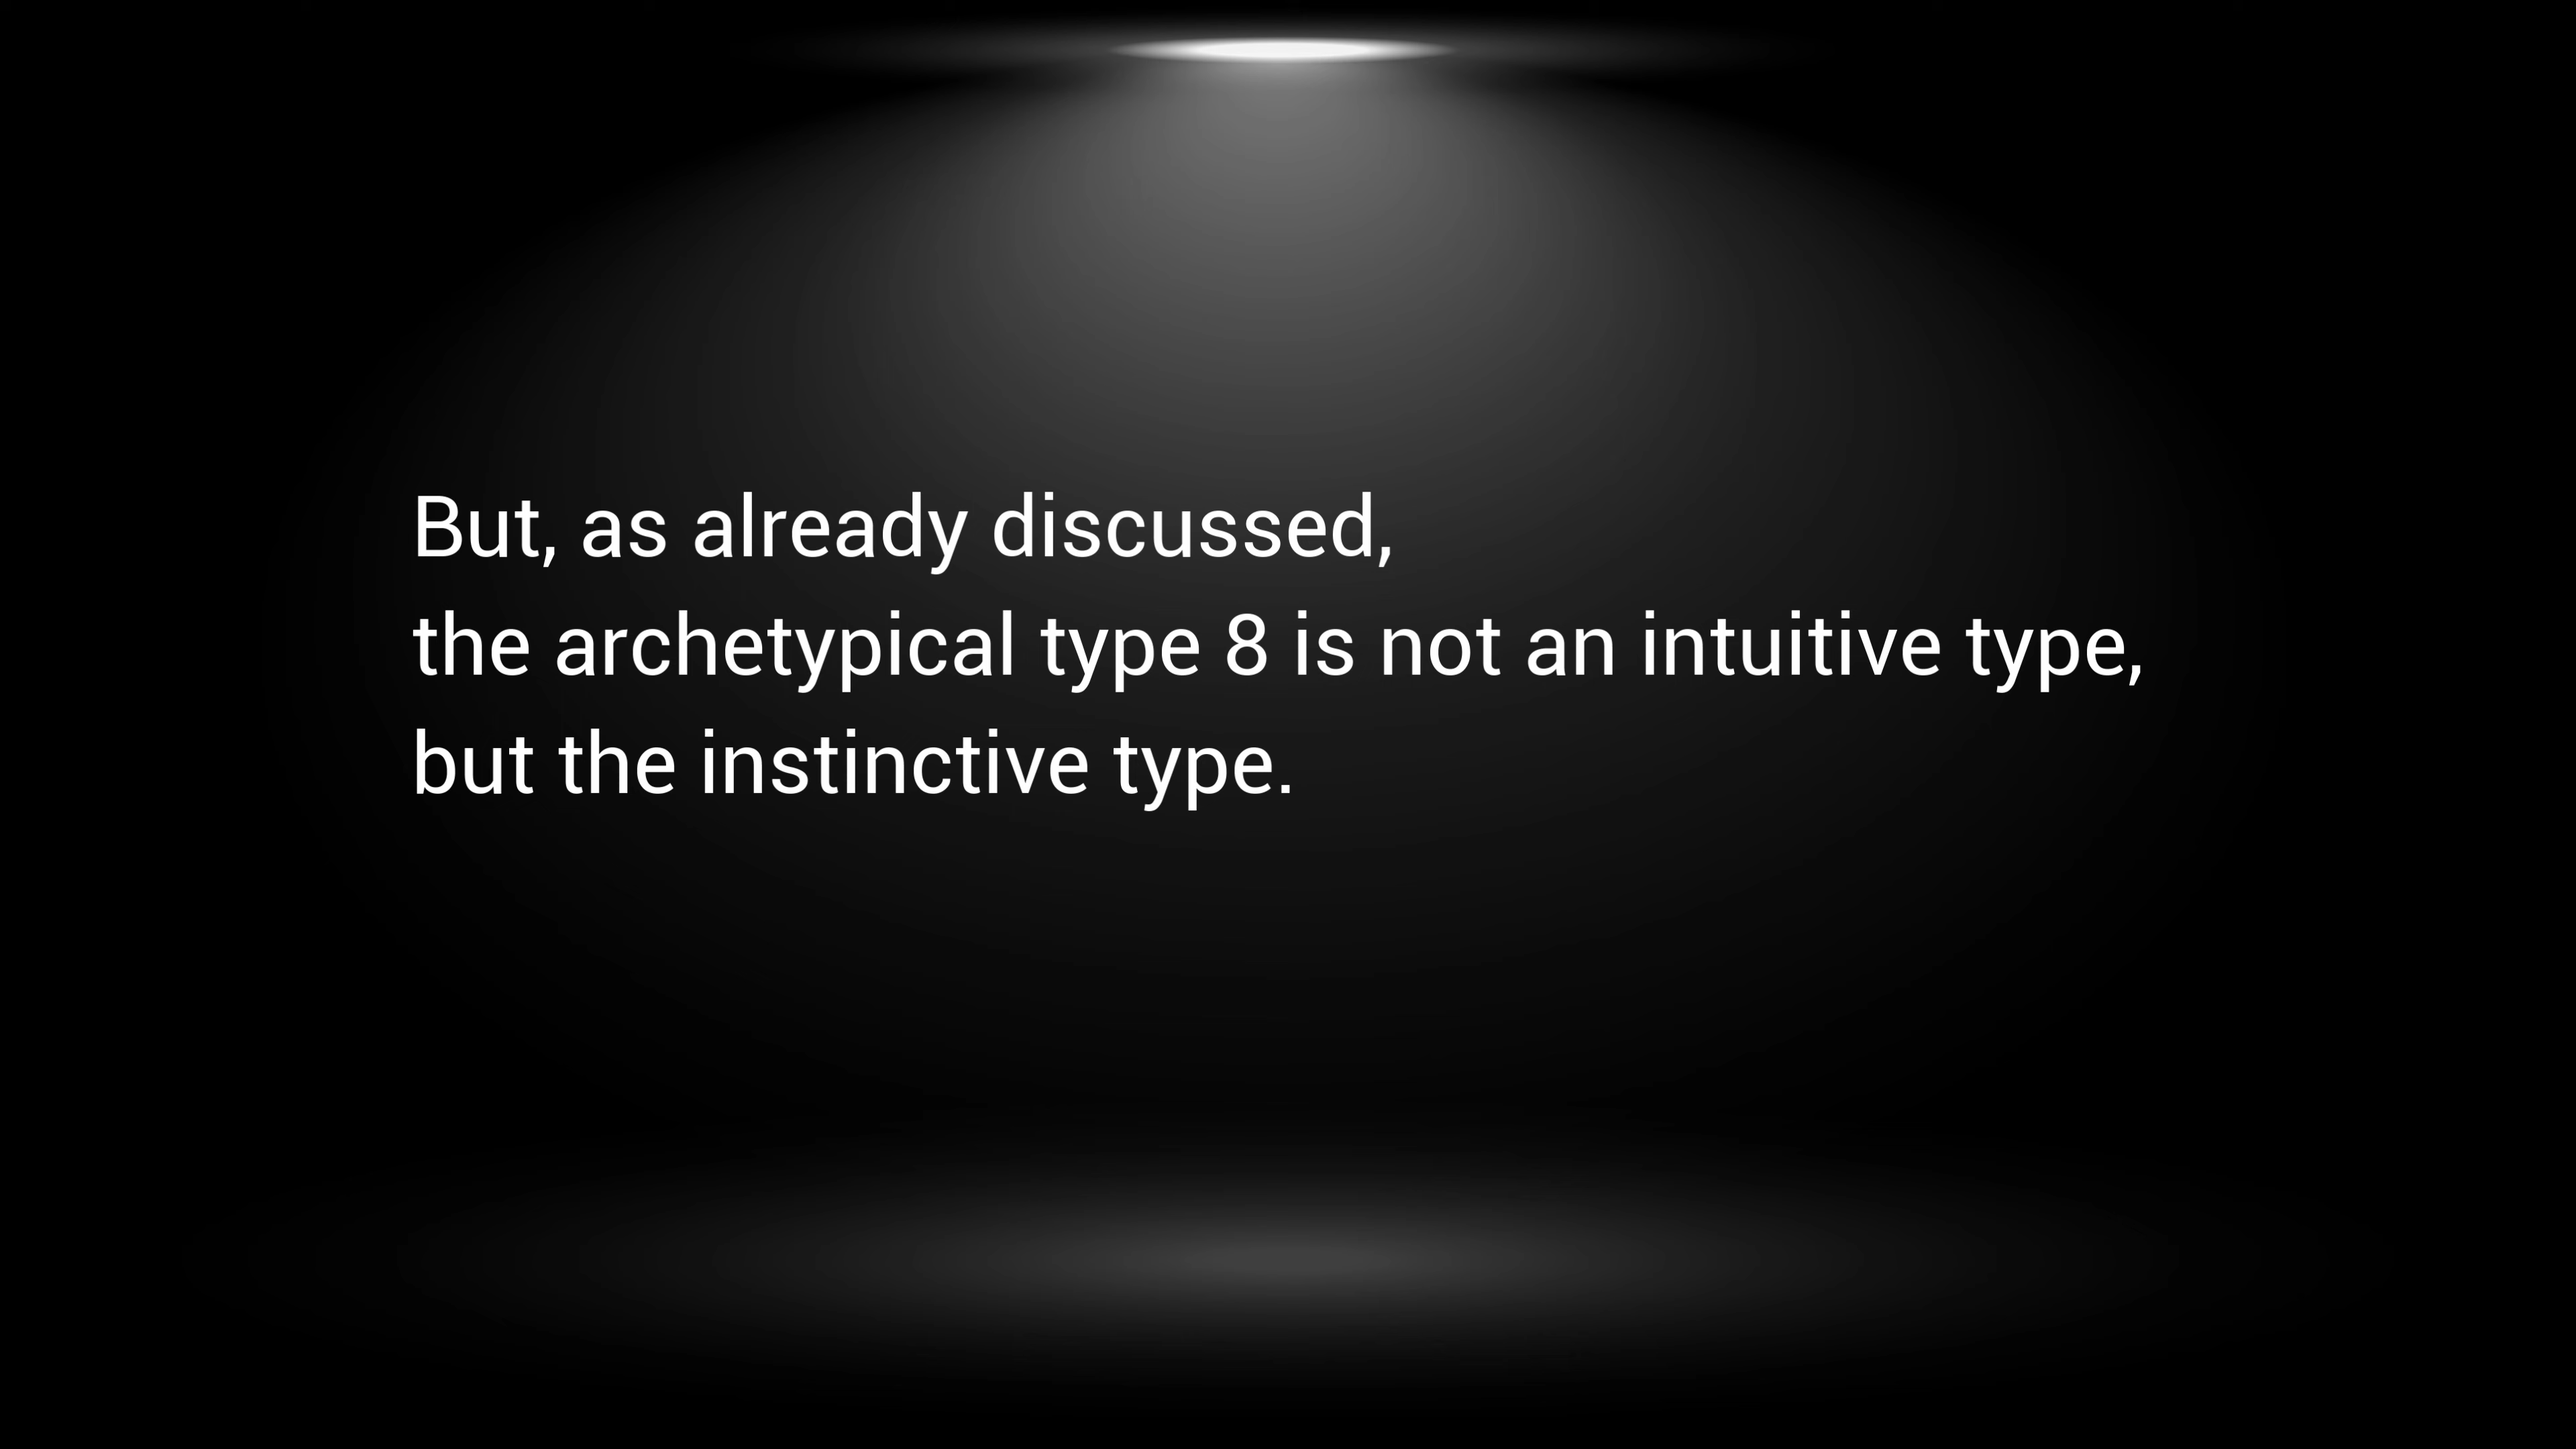 But, as already discussed,
the archetypical type 8 is not an intuitive type,
but the instinctive type.